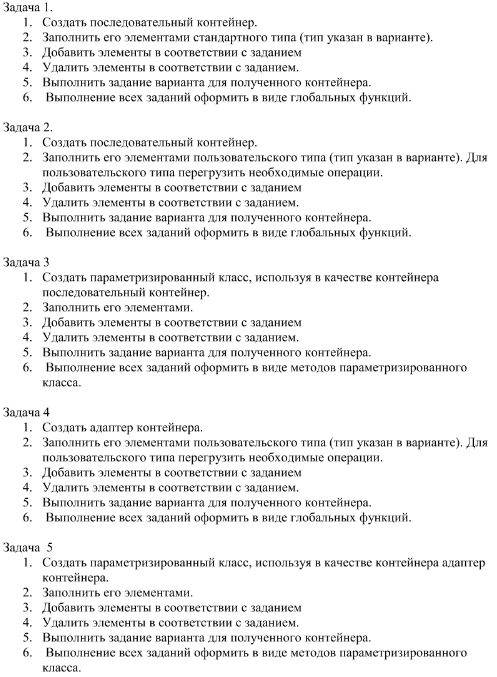 Задача 1.
1. Создать последовательный контейнер.
2. Заполнить его элементами стандартного типа (тип указан в варианте).
3. Добавить элементы в соответствии с заданием
4. Удалить элементы в соответствии с заданием.
5. Выполнить задание варианта для полученного контейнера.
6. Выполнение всех заданий оформить в виде глобальных функций.
Задача 2.
1. Создать последовательный контейнер.
2. Заполнить его элементами пользовательского типа (тип указан в варианте). Для
пользовательского типа перегрузить необходимые операции.
3. Добавить элементы в соответствии с заданием
4. Удалить элементы в соответствии с заданием.
5. Выполнить задание варианта для полученного контейнера.
6. Выполнение всех заданий оформить в виде глобальных функций.
Задача 3
1. Создать параметризированный класс, используя в качестве контейнера
последовательный контейнер.
2. Заполнить его элементами.
3. Добавить элементы в соответствии с заданием
4. Удалить элементы в соответствии с заданием.
5. Выполнить задание варианта для полученного контейнера.
6. Выполнение всех заданий оформить в виде методов параметризированного
класса.
Задача 4
1. Создать адаптер контейнера.
2. Заполнить его элементами пользовательского типа (тип указан в варианте). Для
пользовательского типа перегрузить необходимые операции.
3. Добавить элементы в соответствии с заданием
4. Удалить элементы в соответствии с заданием.
5. Выполнить задание варианта для полученного контейнера.
6. Выполнение всех заданий оформить в виде глобальных функций.
Задача 5
1. Создать параметризированный класс, используя в качестве контейнера адаптер
контейнера.
2. Заполнить его элементами.
3. Добавить элементы в соответствии с заданием
4. Удалить элементы в соответствии с заданием.
5. Выполнить задание варианта для полученного контейнера.
6. Выполнение всех заданий оформить в виде методов параметризированного
класса.